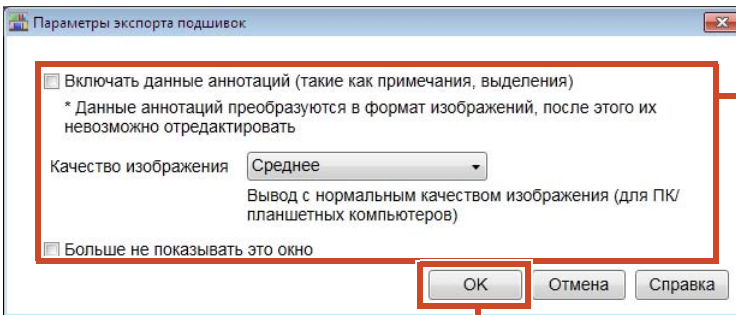 Параметры экспорта подшивок
Включать данные аннотаций (такие как примечания, выделения)
* Данные аннотаций преобразуются в формат изображений, после этого их
невозможно отредактировать
Качество изображения Среднее
Вывод с нормальным качеством изображения (для ПК/
планшетных компьютеров)
Больше не показывать это окно
OK Отмена Справка